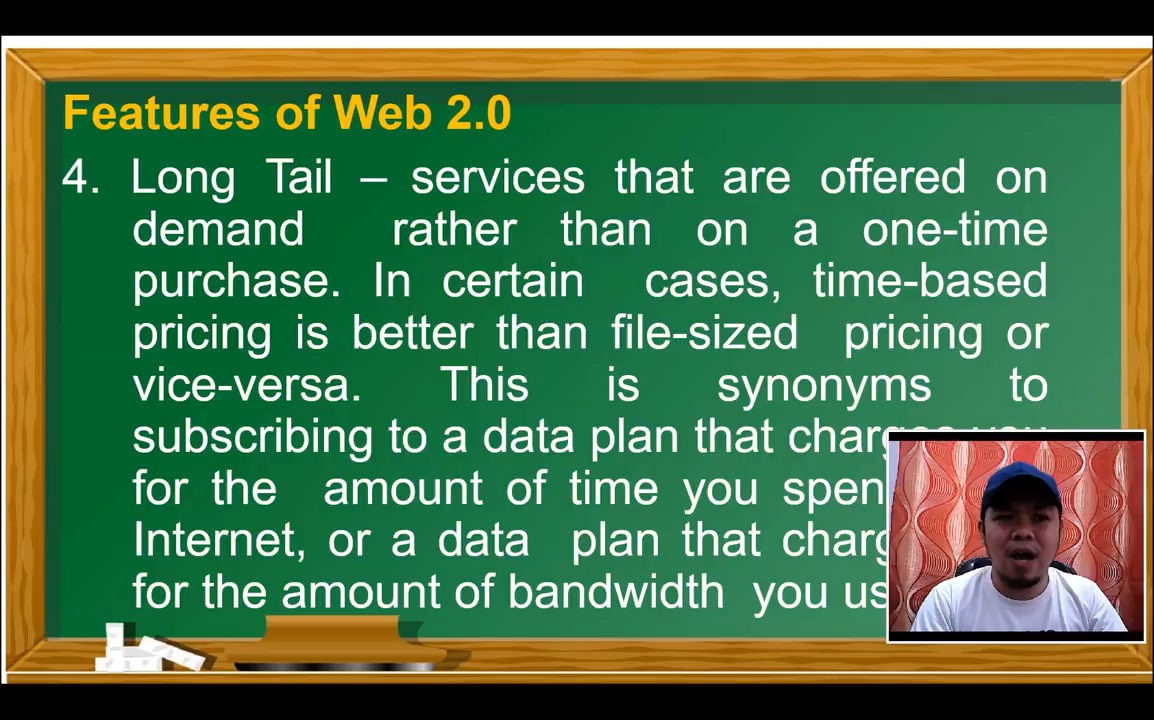 Features of Web 2.0
4. Long Tail – services that are offered on
demand rather than on a one-time
purchase. In certain cases, time-based
pricing is better than file-sized pricing or
vice-versa. This is synonyms to
subscribing to a data plan that charges you
for the amount of time you
Internet, or a data plan that
for the amount of bandwidth you